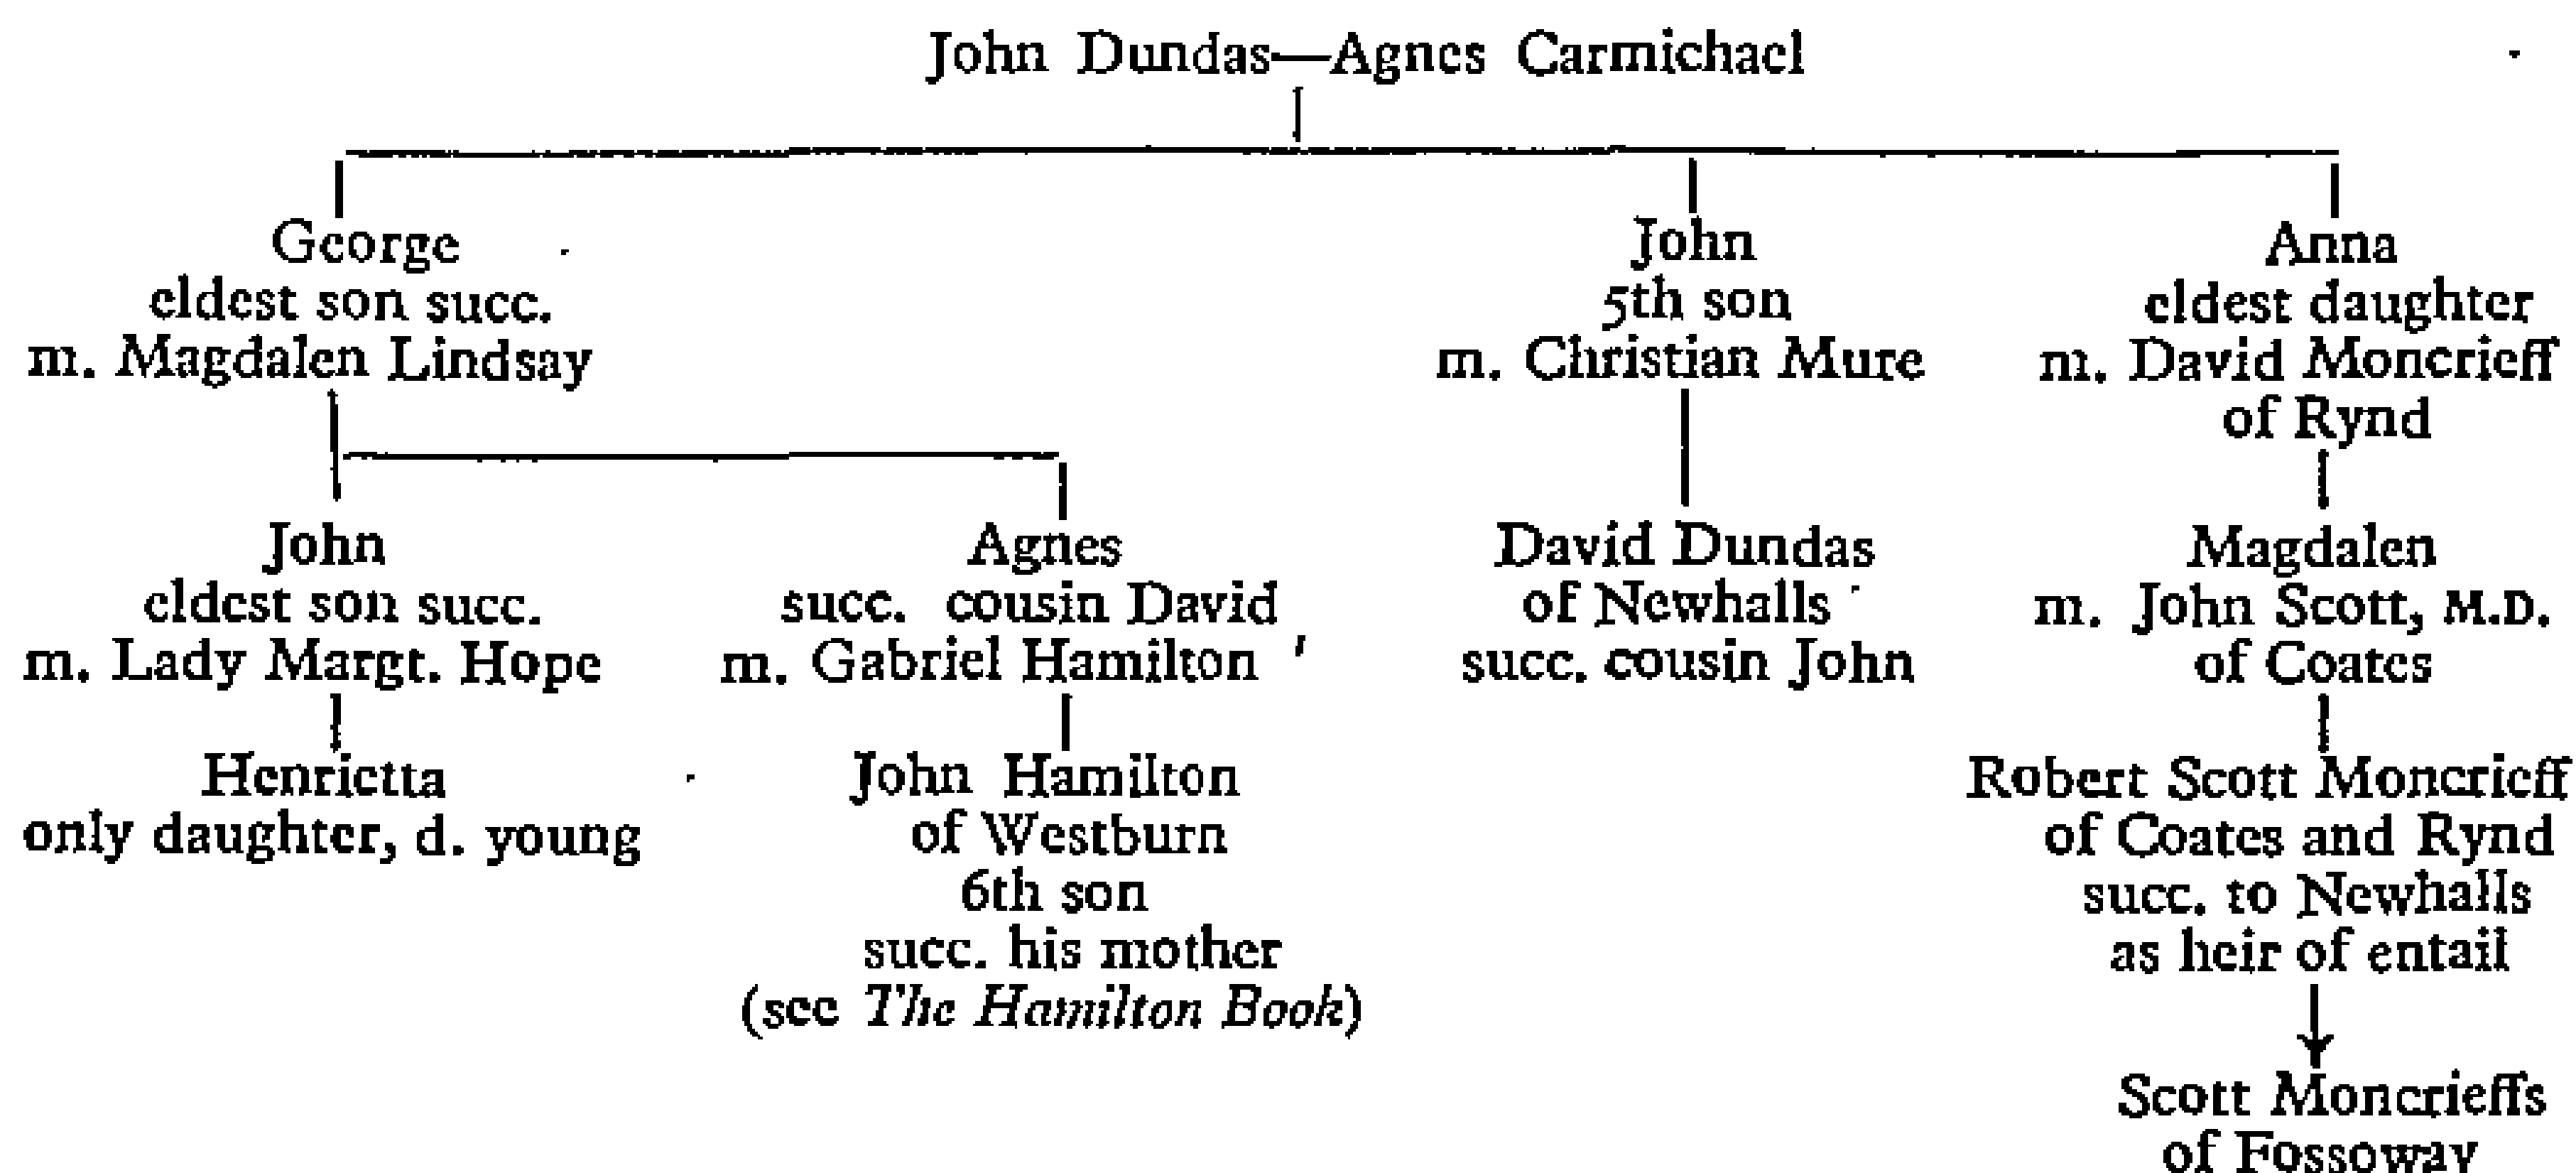 John Dundas—Agnes Carmichael
George
eldest son succ.
m. Magdalen Lindsay
John
5th son
m. Christian Mure
Anna
eldest daughter
m. David Moncrieff
of Rynd
John
eldest son succ.
m. Lady Margt. Hope
Agnes
succ. cousin David
m. Gabriel Hamilton
David Dundas
of Newhalls
succ. cousin John
Magdalen
m. John Scott, M.D.
of Coates
Henrietta
only daughter, d. young
John Hamilton
of Westburn
6th son
succ. his mother
(see The Hamilton Book)
Robert Scott Moncrieff
of Coates and Rynd
succ. to Newhalls
as heir of entail
Scott Moncrieffs
of Fossoway